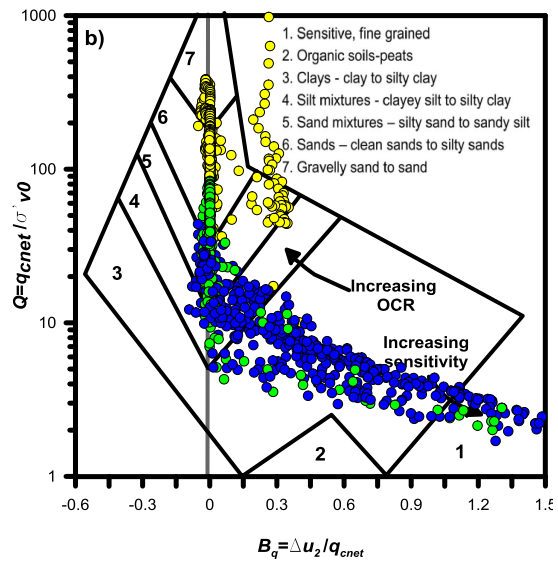 b)
1000
100
10
1
Q=qcnet/σ'v0
1. Sensitive, fine grained
2. Organic soils-peats
3. Clays - clay to silty clay
4. Silt mixtures - clayey silt to silty clay
5. Sand mixtures – silty sand to sandy silt
6. Sands – clean sands to silty sands
7. Gravelly sand to sand
7
6
5
4
3
Increasing
OCR
Increasing
sensitivity
2
1
-0.6 -0.3 0 0.3 0.6 0.9 1.2 1.5
Bq=Δu2/qcnet